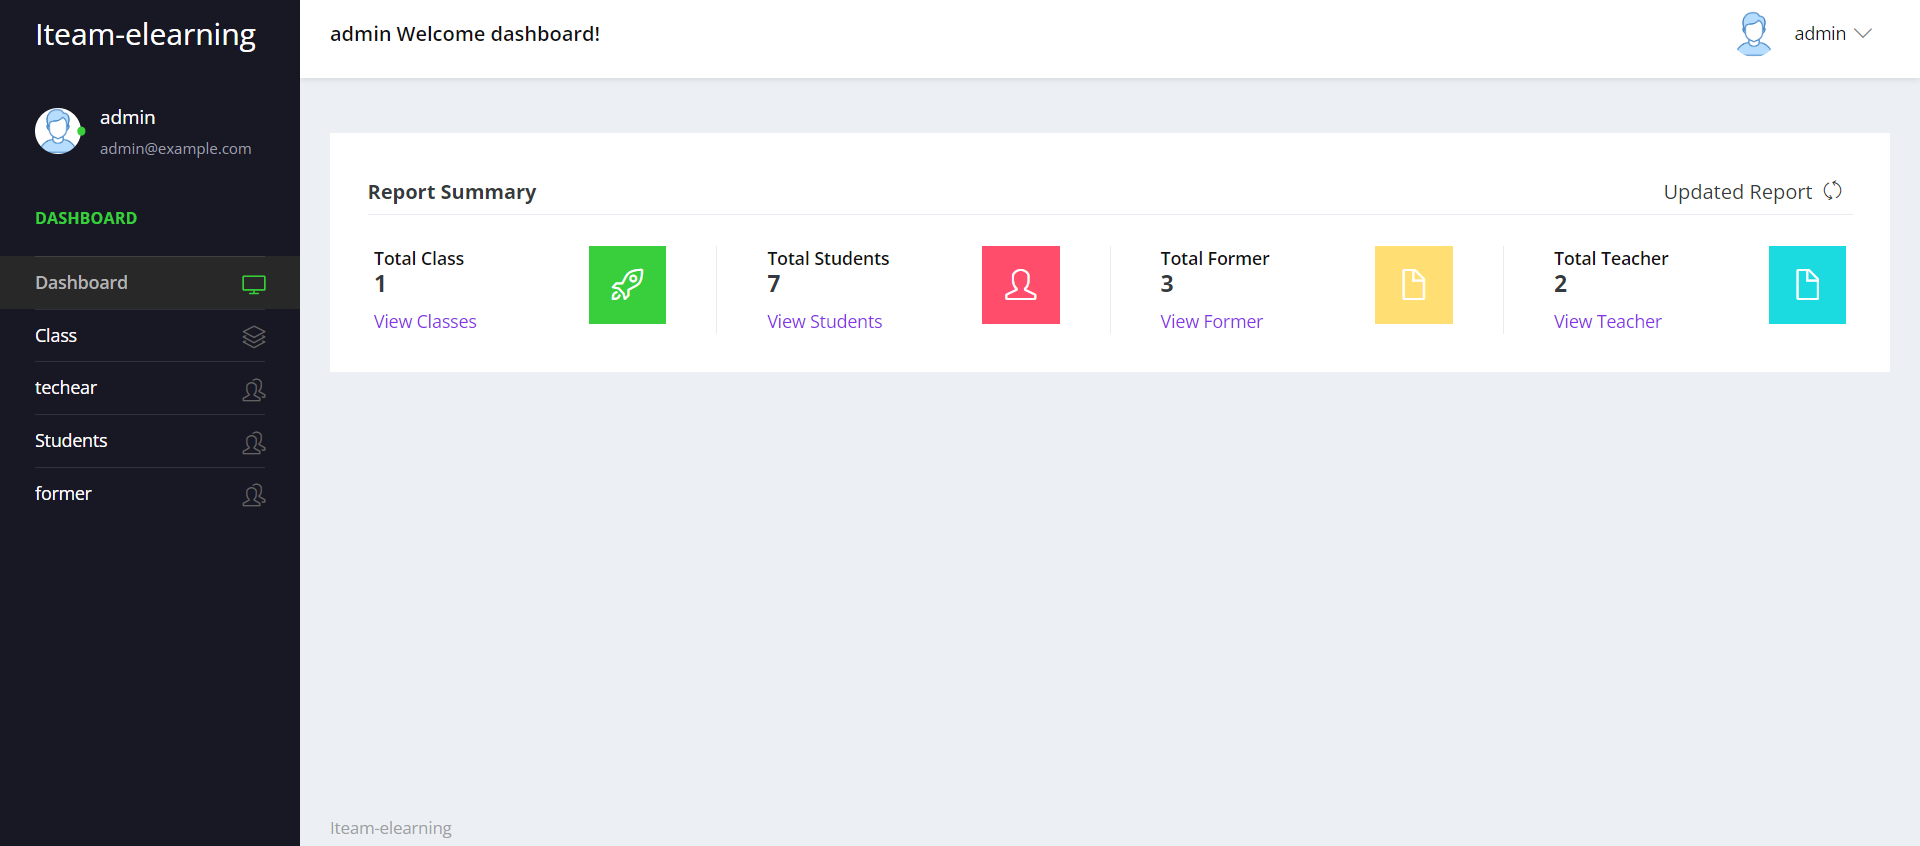 Iteam-elearning
admin Welcome dashboard!
admin
admin
admin@example.com
DASHBOARD
Dashboard
Class
techear
Students
former
Report Summary
Updated Report
Total Class
1
View Classes
Total Students
7
View Students
Total Former
3
View Former
Total Teacher
2
View Teacher
Iteam-elearning